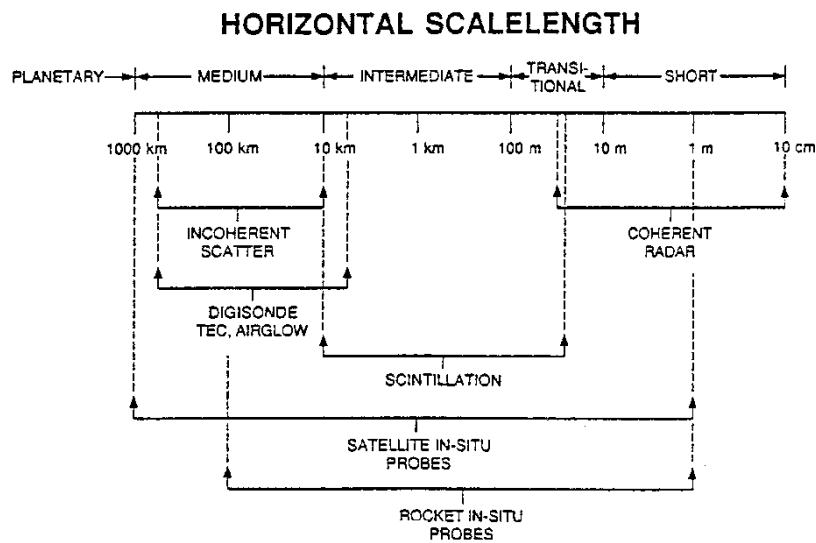 HORIZONTAL SCALELENGTH
PLANETARY MEDIUM INTERMEDIATE TRANSI-
TIONAL SHORT
1000 km 100 km 10 km 1 km 100 m 10 m 1 m 10 cm
INCOHERENT
SCATTER
COHERENT
RADAR
DIGISONDE
TEC, AIRGLOW
SCINTILLATION
SATELLITE IN-SITU
PROBES
ROCKET IN-SITU
PROBES